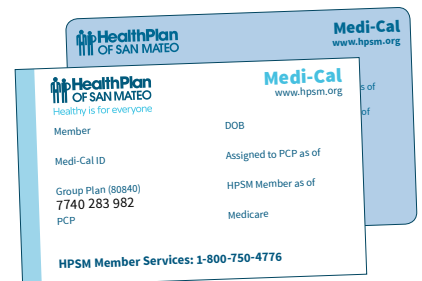 HealthPlan
OF SAN MATEO
Medi-Cal
www.hpsm.org
s of
of
HealthPlan
OF SAN MATEO
Healthy is for everyone
Medi-Cal
www.hpsm.org
Member
DOB
Medi-Cal ID
Assigned to PCP as of
Group Plan (80840)
7740 283 982
HPSM Member as of
PCP
Medicare
HPSM Member Services: 1-800-750-4776